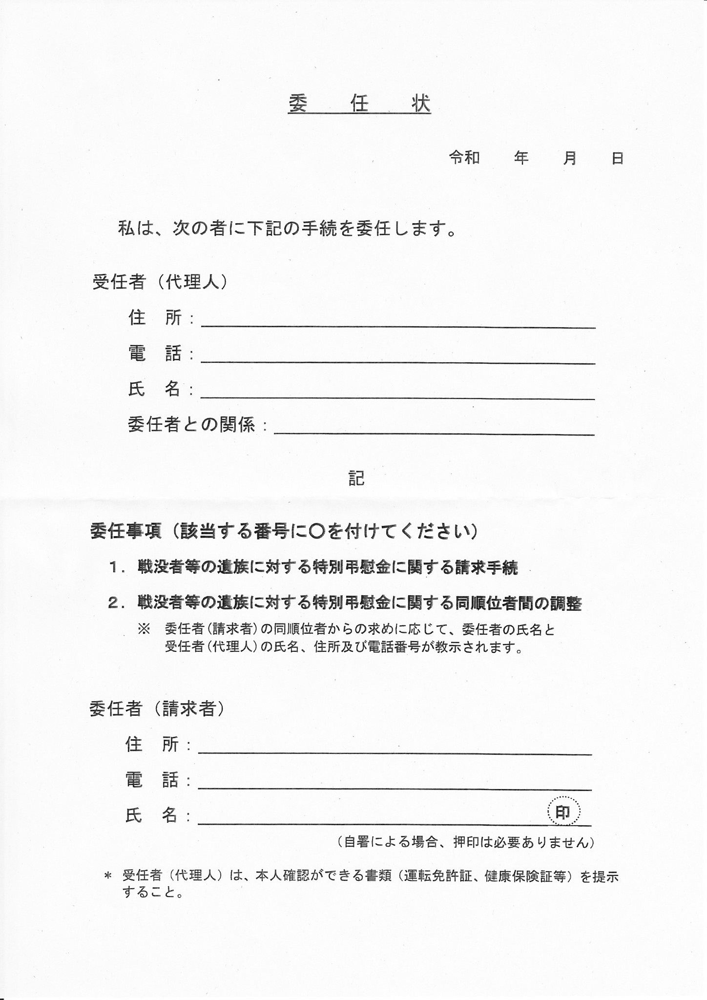 委　任　状
令和　　年　　月　　日
私は、次の者に下記の手続を委任します。
受任者（代理人）
住　所：
電　話：
氏　名：
委任者との関係：
記
委任事項（該当する番号に〇を付けてください）
１．戦没者等の遺族に対する特別弔慰金に関する請求手続
２．戦没者等の遺族に対する特別弔慰金に関する同順位者間の調整
※　委任者（請求者）の同順位者からの求めに応じて、委任者の氏名と
受任者（代理人）の氏名、住所及び電話番号が教示されます。
委任者（請求者）
住　所：
電　話：
氏　名：　印
（自署による場合、押印は必要ありません）
＊　受任者（代理人）は、本人確認ができる書類（運転免許証、健康保険証等）を提示
すること。